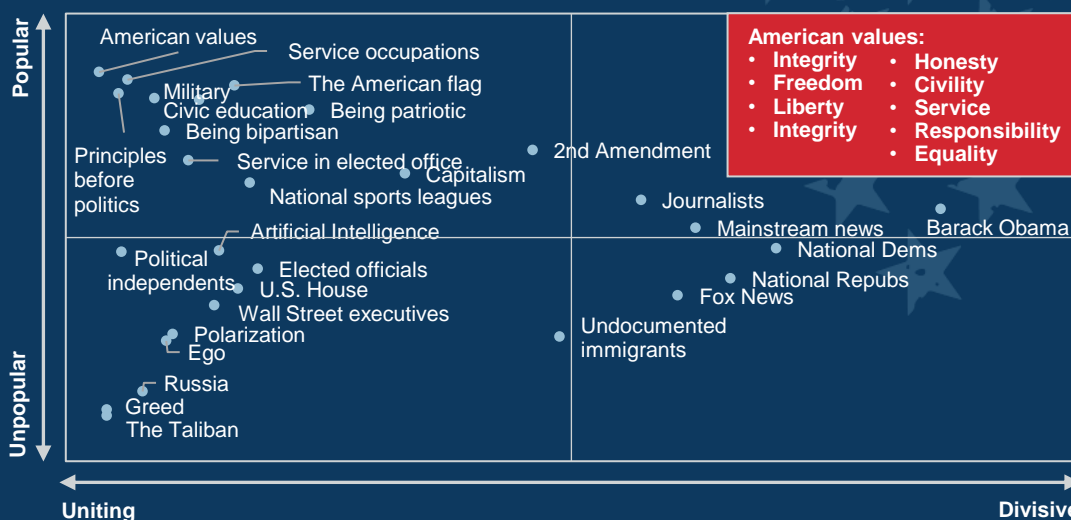 Popular
Unpopular
American values
Service occupations
The American flag
Military
Civic education
Being patriotic
Being bipartisan
Principles
before
politics
Service in elected office
Capitalism
National sports leagues
2nd Amendment
American values:
• Integrity
• Freedom
• Liberty
• Integrity
• Honesty
• Civility
• Service
• Responsibility
• Equality
Journalists
Mainstream news
Barack Obama
National Dems
National Repubs
Fox News
Undocumented
immigrants
Artificial Intelligence
Political
independents
Elected officials
U.S. House
Wall Street executives
Polarization
Ego
Russia
Greed
The Taliban
Uniting
Divisive